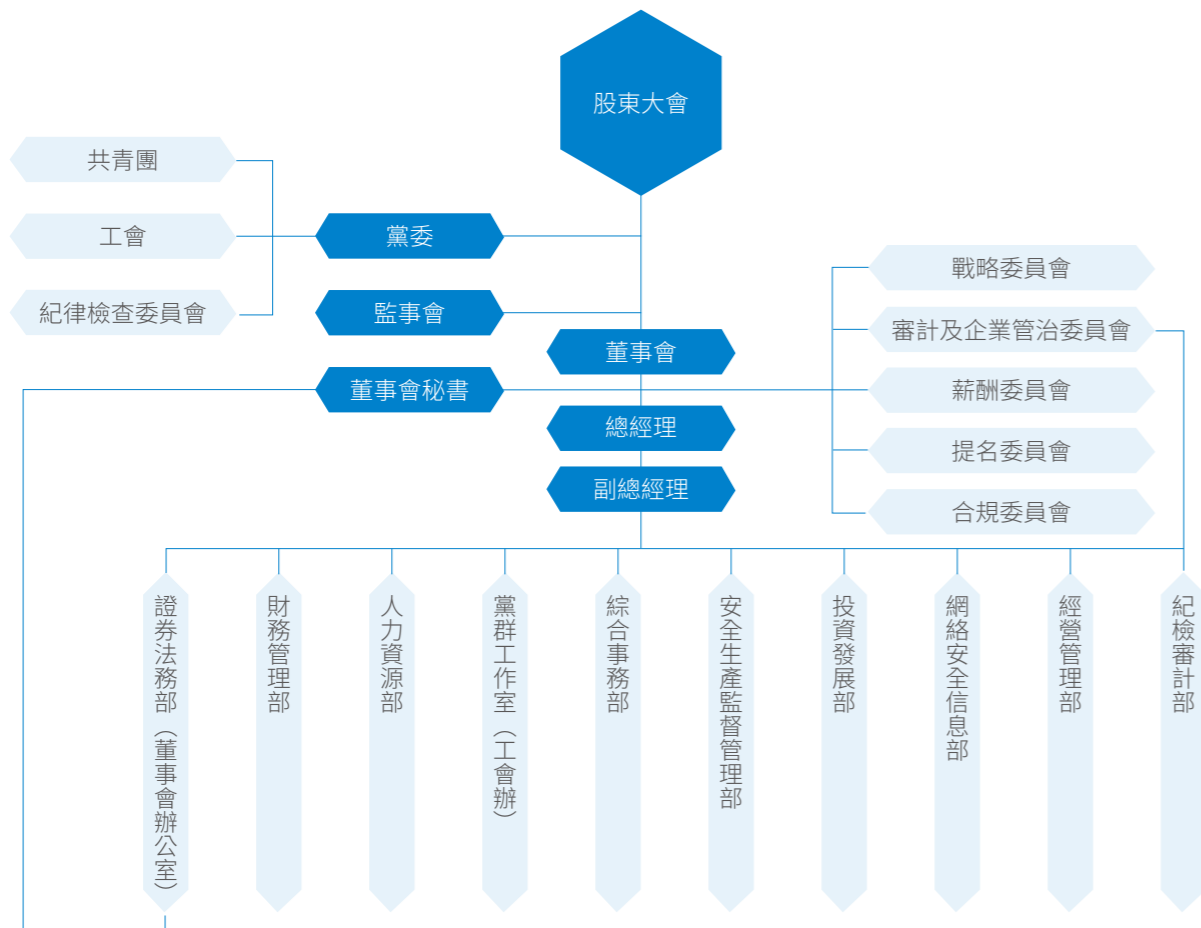 股東大會
共青團
工會
紀律檢查委員會
黨委
監事會
董事會
董事會秘書
總經理
副總經理
戰略委員會
審計及企業管治委員會
薪酬委員會
提名委員會
合規委員會
證券法務部（董事會辦公室）
財務管理部
人力資源部
黨群工作室（工會辦）
綜合事務部
安全生產監督管理部
投資發展部
網絡安全信息部
經營管理部
紀檢審計部